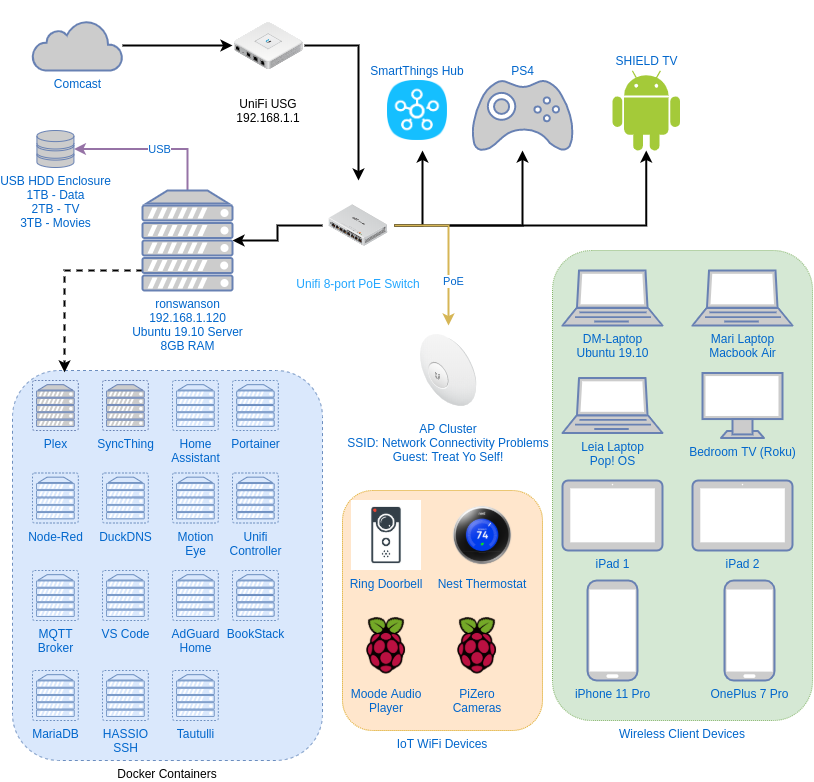 Comcast
UniFi USG
192.168.1.1
SmartThings Hub
PS4
SHIELD TV
USB
USB HDD Enclosure
1TB - Data
2TB - TV
3TB - Movies
Unifi 8-port PoE Switch
PoE
ronswanson
192.168.1.120
Ubuntu 19.10 Server
8GB RAM
AP Cluster
SSID: Network Connectivity Problems
Guest: Treat Yo Self!
DM-Laptop
Ubuntu 19.10
Mari Laptop
Macbook Air
Leia Laptop
Pop! OS
Bedroom TV (Roku)
iPad 1
iPad 2
iPhone 11 Pro
OnePlus 7 Pro
Wireless Client Devices
Plex
SyncThing
Home
Assistant
Portainer
Node-Red
DuckDNS
Motion
Eye
Unifi
Controller
MQTT
Broker
VS Code
AdGuard
Home
BookStack
MariaDB
HASSIO
SSH
Tautulli
Docker Containers
74
Ring Doorbell
Nest Thermostat
Moode Audio
Player
PiZero
Cameras
IoT WiFi Devices